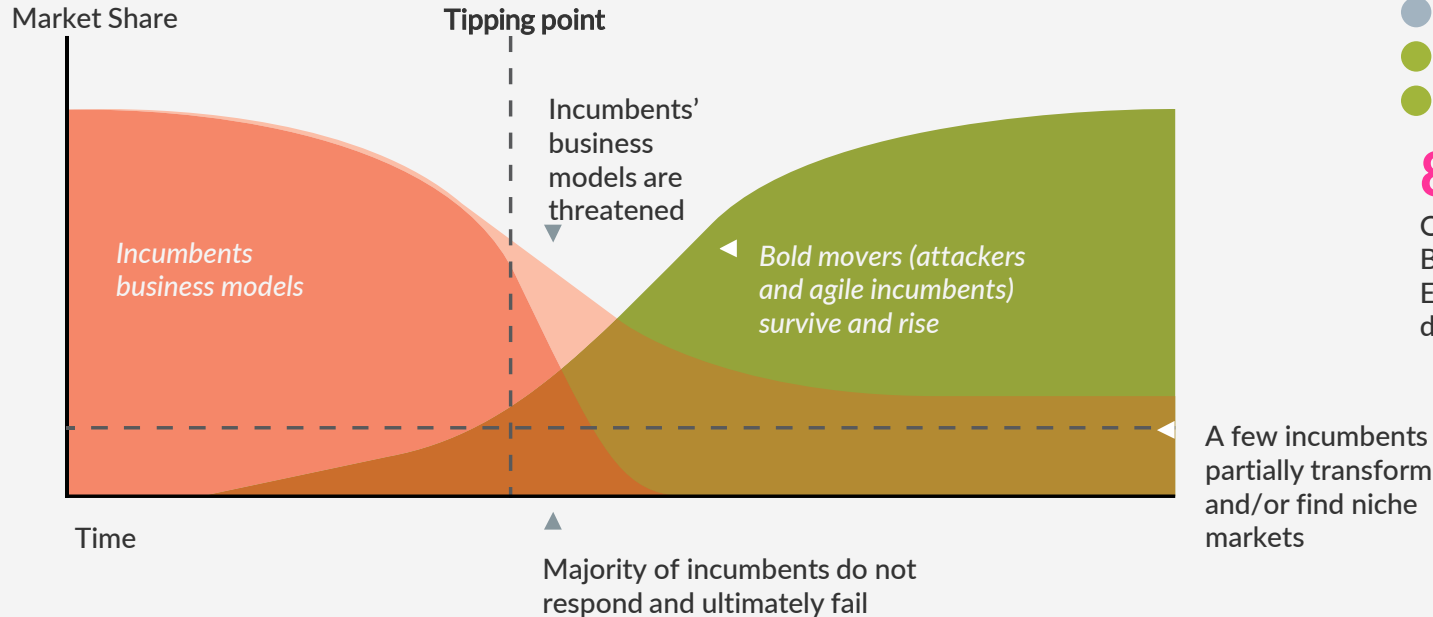 Market Share
Tipping point
Incumbents’
business
models are
threatened
Incumbents
business models
Bold movers (attackers
and agile incumbents)
survive and rise
A few incumbents
partially transform
and/or find niche
markets
Time
Majority of incumbents do not
respond and ultimately fail